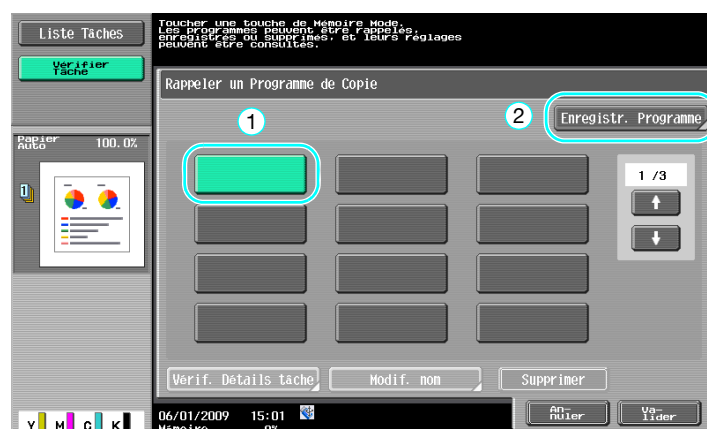 Liste Tâches
Vérifier
Tâche
Toucher une touche de Mémoire Mode.
Les programmes peuvent être rappelés,
enregistrés ou supprimés, et leurs réglages
peuvent être consultés.
Rappeler un Programme de Copie
1
2
Enregistr. Programme
Papier
Auto
100.0%
1
1 /3
Vérif. Détails tâche
Modif. nom
Supprimer
06/01/2009 15:01
Mémoire 0%
An-
nuler
Va-
lider
Y M C K